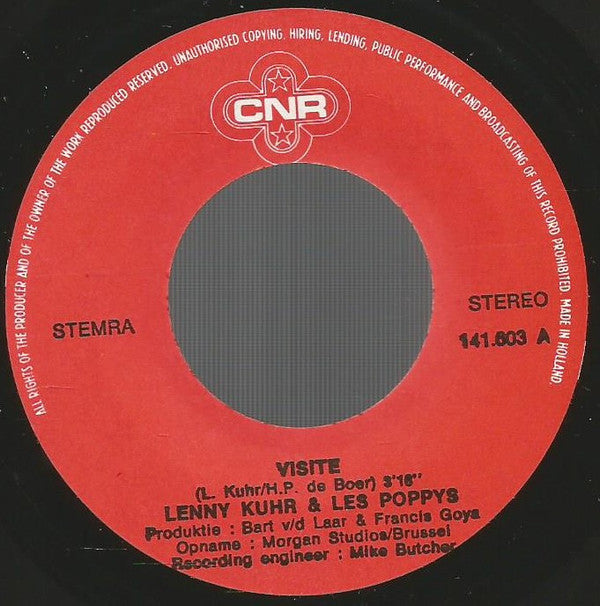 ALL RIGHTS OF THE PRODUCER AND OF THE OWNER OF THE WORK REPRODUCED RESERVED. UNAUTHORISED COPYING, HIRING, LENDING, PUBLIC PERFORMANCE AND BROADCASTING OF THIS RECORD PROHIBITED MADE IN HOLLAND.
CNR
STEMRA
STEREO
141.603 A
VISITE
(L. Kuhr/H.P. de Boer) 3'16"
LENNY KUHR & LES POPPYS
Produktie : Bart v/d Laar & Francis Goya
Opname : Morgan Studios/Brussel
Recording engineer : Mike Butcher